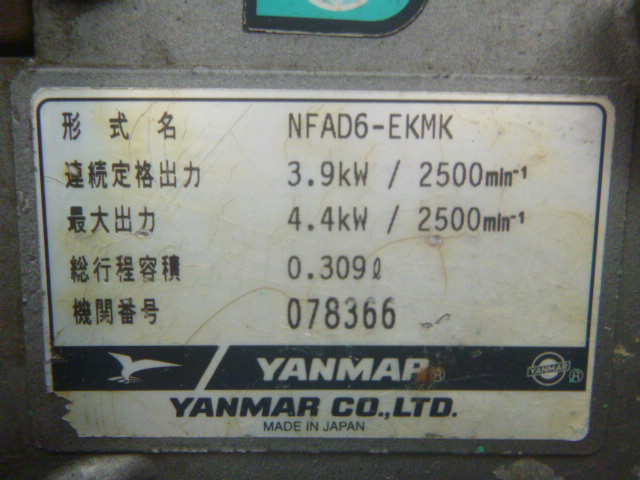 形式名 NFAD6-EKMK
連続定格出力 3.9kW / 2500min⁻¹
最大出力 4.4kW / 2500min⁻¹
総行程容積 0.309ℓ
機関番号 078366
YANMAR ® YANMAR ®
YANMAR CO.,LTD.
MADE IN JAPAN